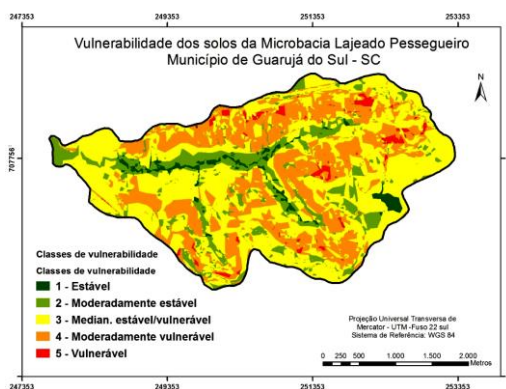 247353 249353 251353 253353
Vulnerabilidade dos solos da Microbacia Lajeado Pessegueiro
Município de Guarujá do Sul - SC
N
707756
707756
Classes de vulnerabilidade
Classes de vulnerabilidade
1 - Estável
2 - Moderadamente estável
3 - Median. estável/vulnerável
4 - Moderadamente vulnerável
5 - Vulnerável
Projeção Universal Transversa de
Mercator - UTM -Fuso 22 sul
Sistema de Referência: WGS 84
0 250 500 1.000 1.500 2.000
Metros
247353 249353 251353 253353